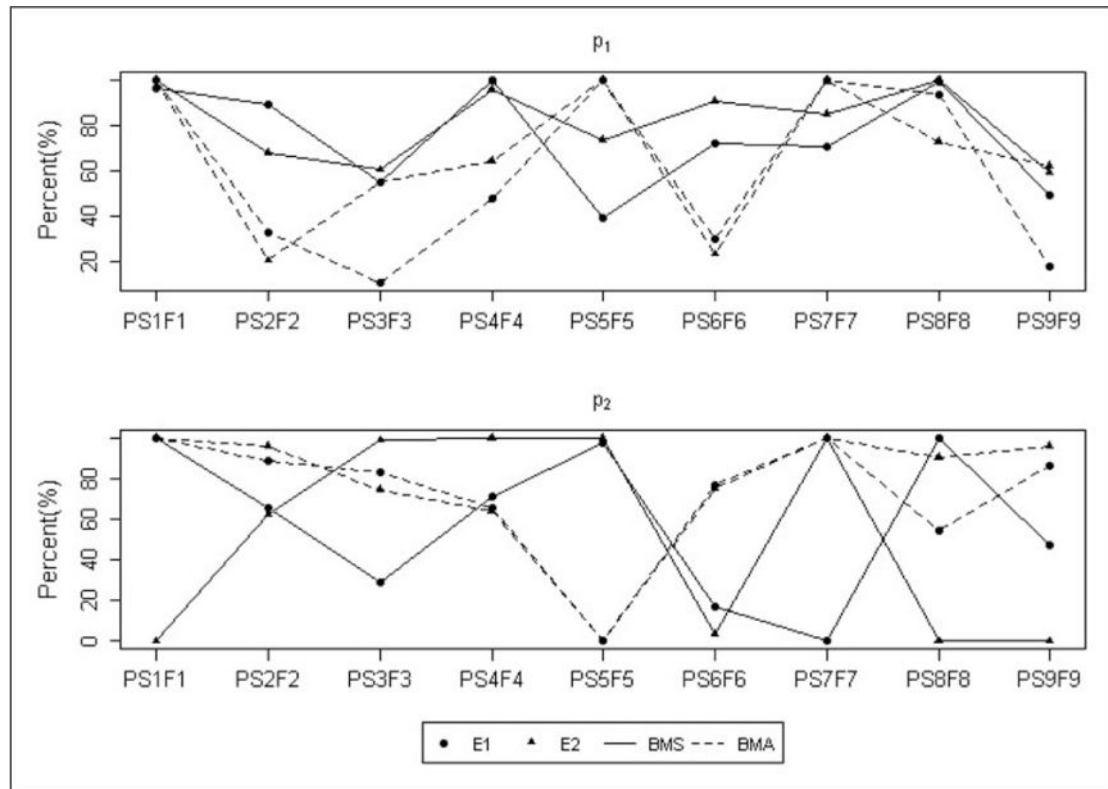 p1
Percent(%)
80
60
40
20
PS1F1 PS2F2 PS3F3 PS4F4 PS5F5 PS6F6 PS7F7 PS8F8 PS9F9
p2
Percent(%)
80
60
40
20
0
PS1F1 PS2F2 PS3F3 PS4F4 PS5F5 PS6F6 PS7F7 PS8F8 PS9F9
E1 E2 BMS BMA